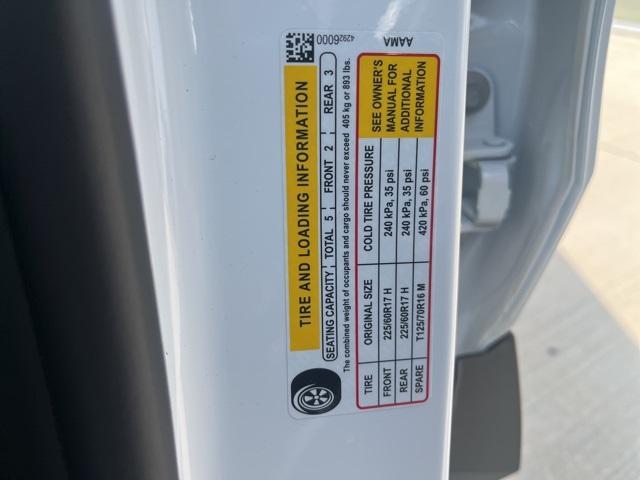 42926000
AAMA
TIRE AND LOADING INFORMATION
SEATING CAPACITY TOTAL 5 FRONT 2 REAR 3
The combined weight of occupants and cargo should never exceed 405 kg or 893 lbs.
TIRE ORIGINAL SIZE COLD TIRE PRESSURE SEE OWNER'S MANUAL FOR ADDITIONAL INFORMATION
FRONT 225/60R17 H 240 kPa, 35 psi
REAR 225/60R17 H 240 kPa, 35 psi
SPARE T125/70R16 M 420 kPa, 60 psi